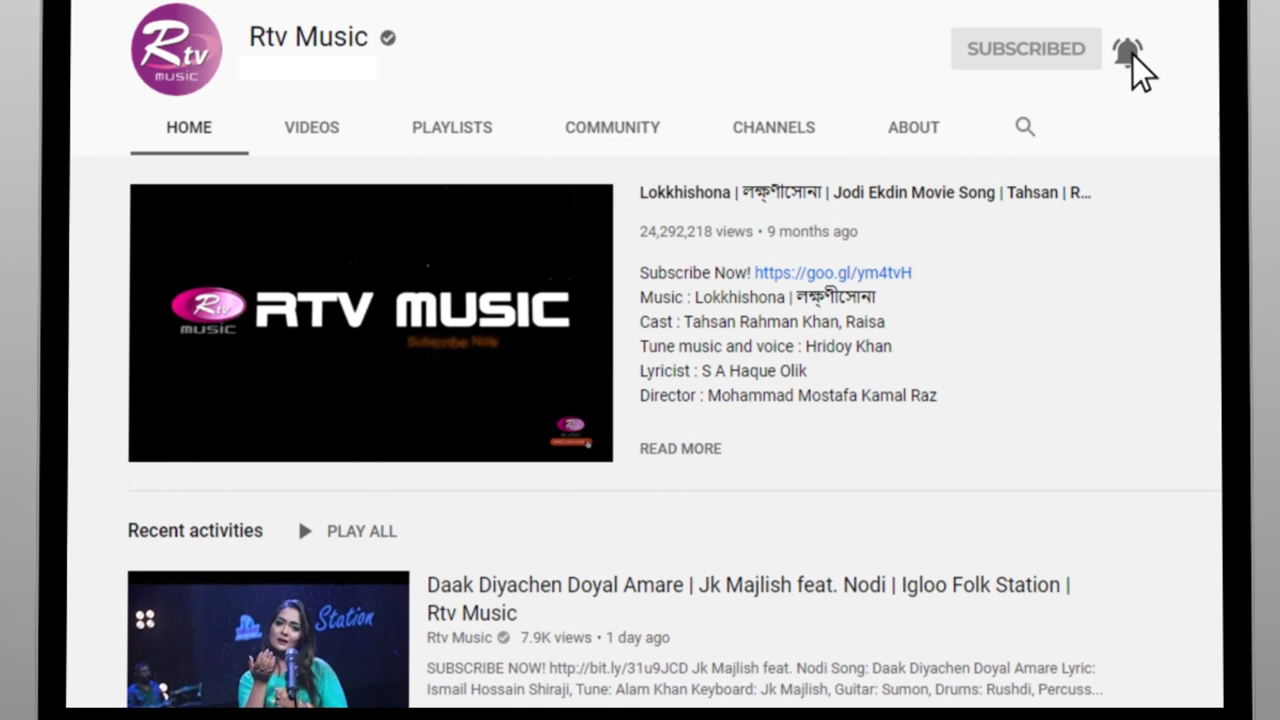 Rtv
MUSIC
Rtv Music
SUBSCRIBED
HOME VIDEOS PLAYLISTS COMMUNITY CHANNELS ABOUT
Rtv
MUSIC
RTV MUSIC
Subscribe Now
Rtv
Lokkhishona | লক্ষ্ণীসোনা | Jodi Ekdin Movie Song | Tahsan | R...
24,292,218 views • 9 months ago
Subscribe Now! https://goo.gl/ym4tvH
Music : Lokkhishona | লক্ষ্ণীসোনা
Cast : Tahsan Rahman Khan, Raisa
Tune music and voice : Hridoy Khan
Lyricist : S A Haque Olik
Director : Mohammad Mostafa Kamal Raz
READ MORE
Recent activities PLAY ALL
Station
Daak Diyachen Doyal Amare | Jk Majlish feat. Nodi | Igloo Folk Station |
Rtv Music
Rtv Music 7.9K views • 1 day ago
SUBSCRIBE NOW! http://bit.ly/31u9JCD Jk Majlish feat. Nodi Song: Daak Diyachen Doyal Amare Lyric:
Ismail Hossain Shiraji, Tune: Alam Khan Keyboard: Jk Majlish, Guitar: Sumon, Drums: Rushdi, Percuss...